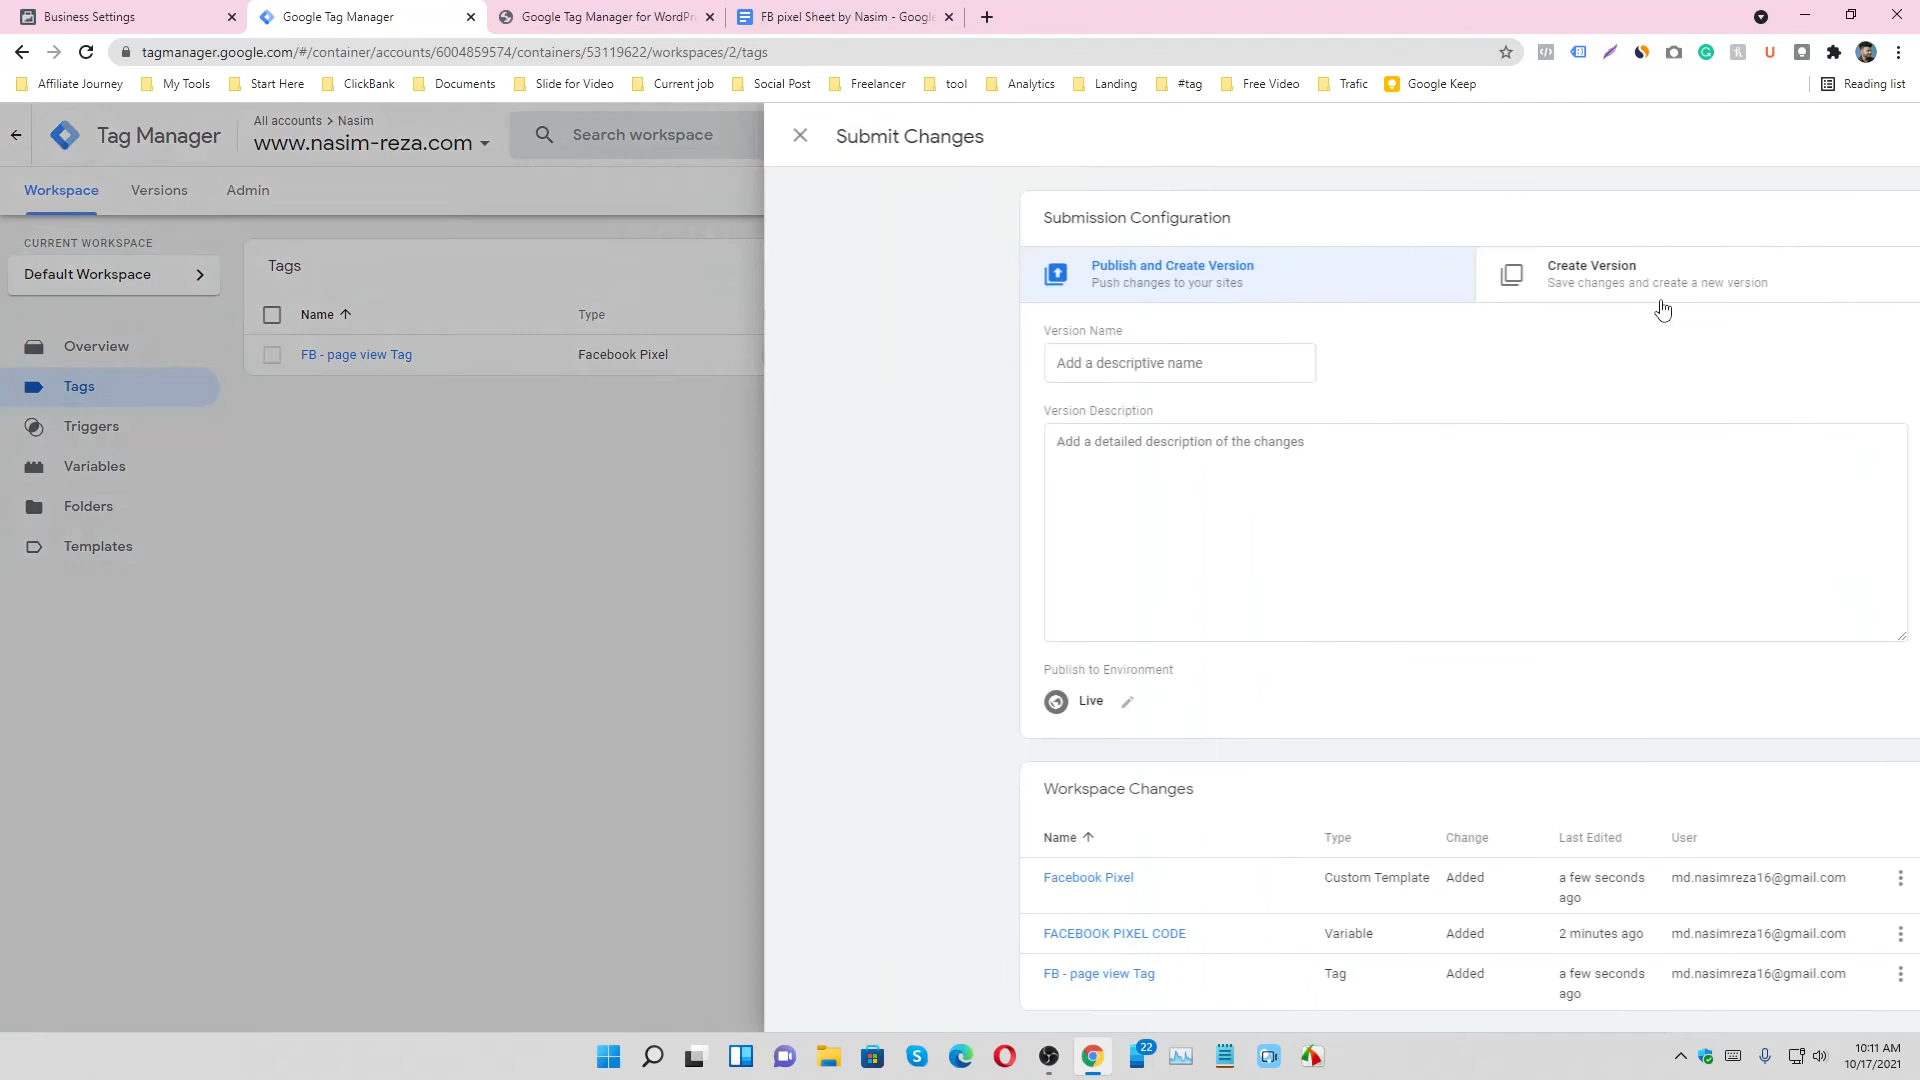 Business Settings
Google Tag Manager
Google Tag Manager for WordPr
FB pixel Sheet by Nasim - Google
tagmanager.google.com/#/container/accounts/6004859574/containers/53119622/workspaces/2/tags
Affiliate Journey
My Tools
Start Here
ClickBank
Documents
Slide for Video
Current job
Social Post
Freelancer
tool
Analytics
Landing
#tag
Free Video
Trafic
Google Keep
Reading list
Tag Manager
All accounts > Nasim
www.nasim-reza.com
Search workspace
Submit Changes
Workspace
Versions
Admin
CURRENT WORKSPACE
Default Workspace
Overview
Tags
Triggers
Variables
Folders
Templates
Tags
Name
Type
FB - page view Tag
Facebook Pixel
Submission Configuration
Publish and Create Version
Push changes to your sites
Create Version
Save changes and create a new version
Version Name
Add a descriptive name
Version Description
Add a detailed description of the changes
Publish to Environment
Live
Workspace Changes
Name
Type
Change
Last Edited
User
Facebook Pixel
Custom Template
Added
a few seconds
ago
md.nasimreza16@gmail.com
FACEBOOK PIXEL CODE
Variable
Added
2 minutes ago
md.nasimreza16@gmail.com
FB - page view Tag
Tag
Added
a few seconds
ago
md.nasimreza16@gmail.com
22
10:11 AM
10/17/2021